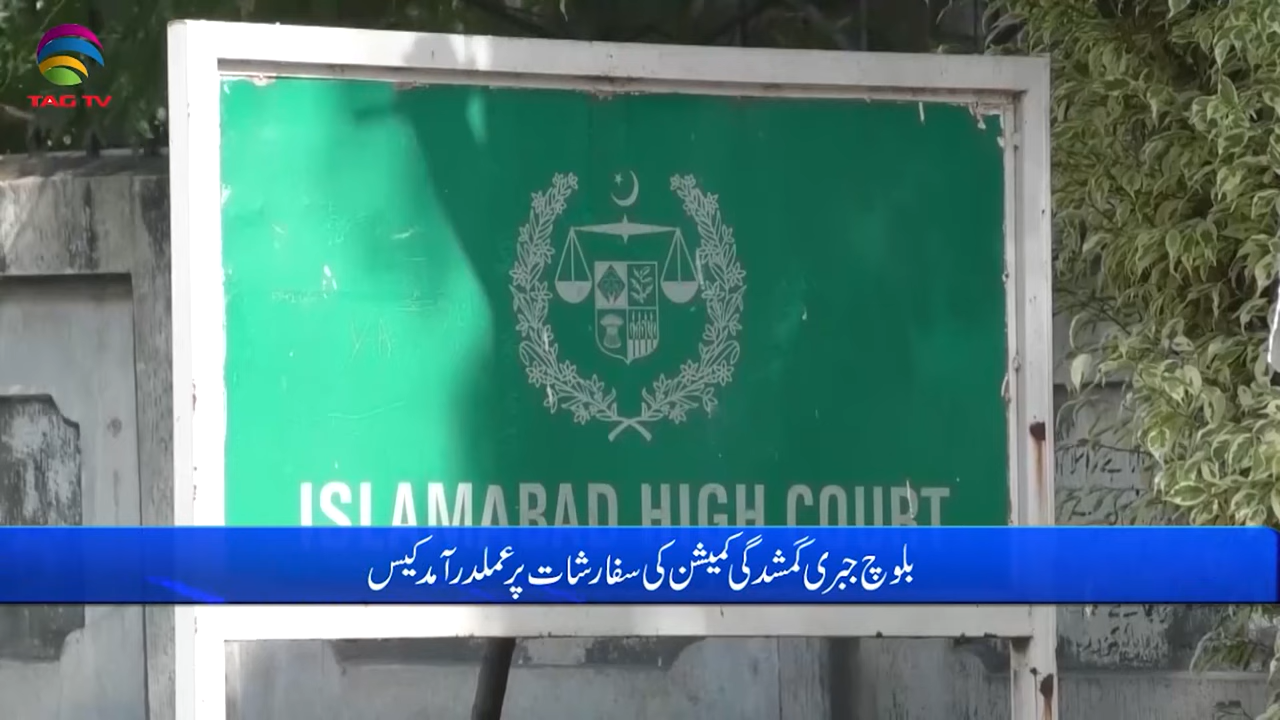 TAG TV
ISLAMABAD HIGH COURT
بلوچ جبری گمشدگی کمیشن کی سفارشات پر عملدرآمد کیس